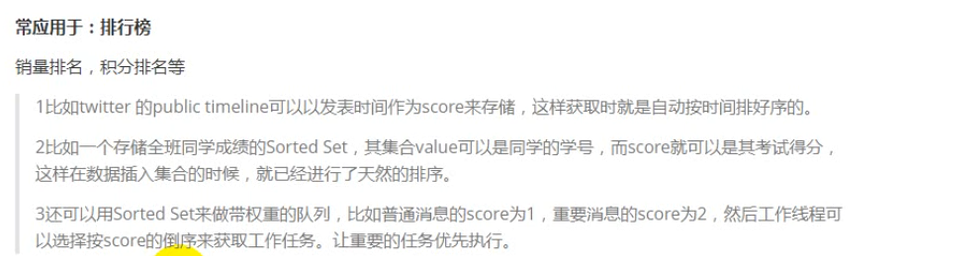 常应用于：排行榜
销量排名，积分排名等
1比如twitter 的public timeline可以以发表时间作为score来存储，这样获取时就是自动按时间排好序的。
2比如一个存储全班同学成绩的Sorted Set，其集合value可以是同学的学号，而score就可以是其考试得分，
这样在数据插入集合的时候，就已经进行了天然的排序。
3还可以用Sorted Set来做带权重的队列，比如普通消息的score为1，重要消息的score为2，然后工作线程可
以选择按score的倒序来获取工作任务。让重要的任务优先执行。